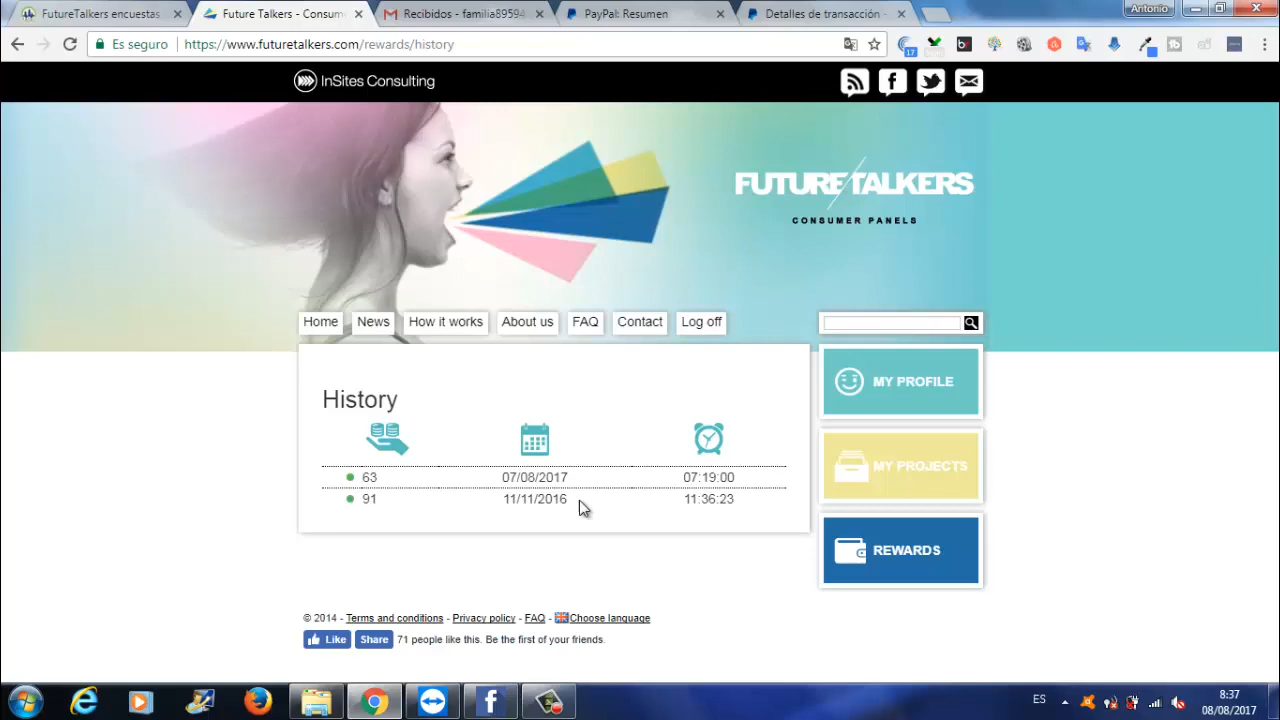 FutureTalkers encuestas
Future Talkers - Consum
Recibidos - familia89594
PayPal: Resumen
Detalles de transacción -
Antonio
Es seguro
https://www.futuretalkers.com/rewards/history
17
InSites Consulting
FUTURE/TALKERS
CONSUMER PANELS
Home
News
How it works
About us
FAQ
Contact
Log off
MY PROFILE
History
MY PROJECTS
63 07/08/2017 07:19:00
91 11/11/2016 11:36:23
REWARDS
© 2014 - Terms and conditions - Privacy policy - FAQ - Choose language
Like Share 71 people like this. Be the first of your friends.
ES
8:37
08/08/2017